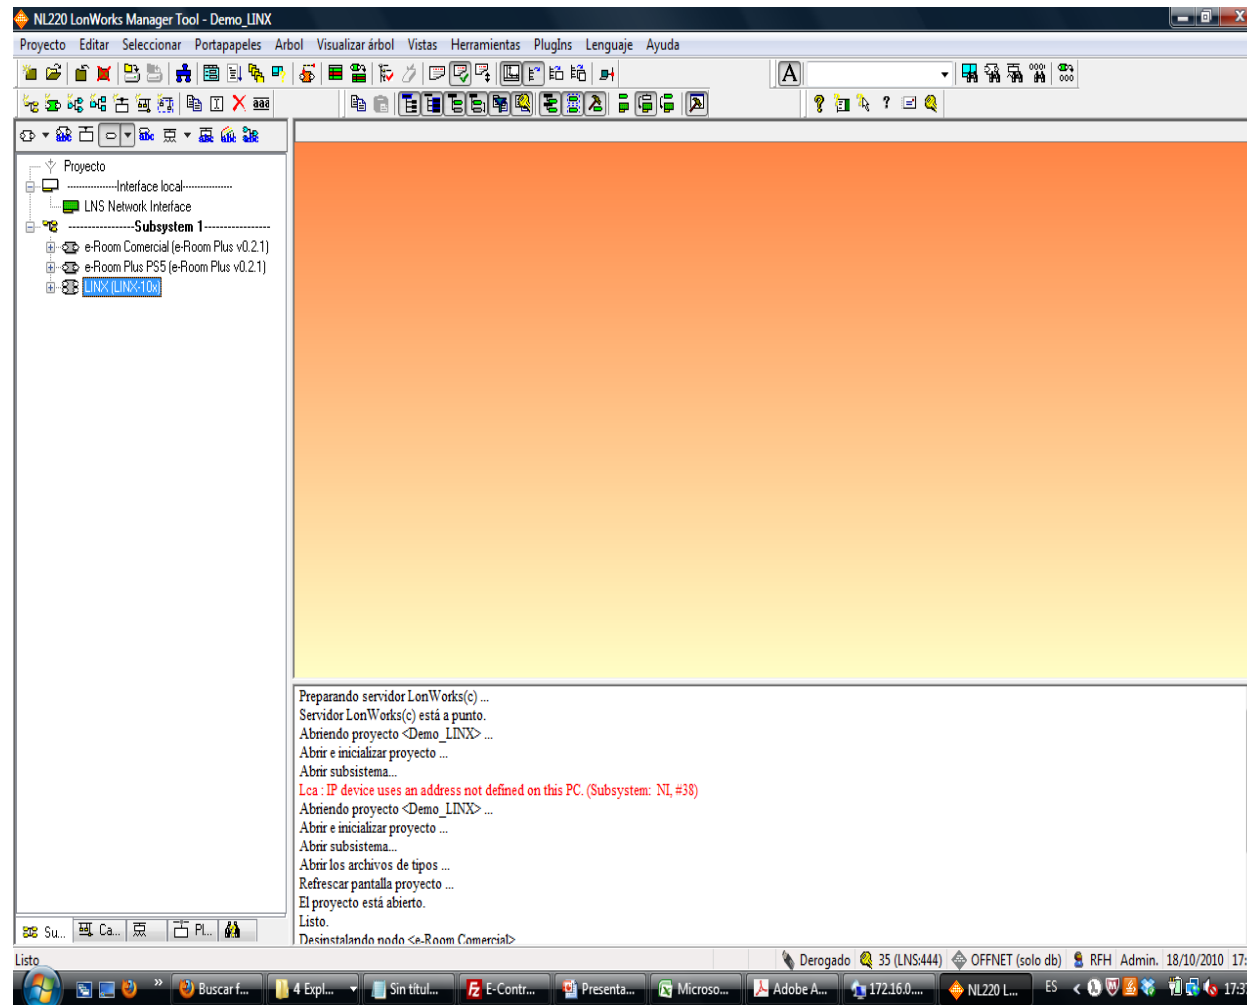 NL220 LonWorks Manager Tool - Demo_LINX
Proyecto Editar Seleccionar Portapapeles Arbol Visualizar árbol Vistas Herramientas PlugIns Lenguaje Ayuda
Proyecto
Interface local
LNS Network Interface
Subsystem 1
e-Room Comercial (e-Room Plus v0.2.1)
e-Room Plus PS5 (e-Room Plus v0.2.1)
LINX (LINX-10x)
Preparando servidor LonWorks(c) ...
Servidor LonWorks(c) está a punto.
Abriendo proyecto <Demo_LINX> ...
Abrir e inicializar proyecto ...
Abrir subsistema...
Lca : IP device uses an address not defined on this PC. (Subsystem: NI, #38)
Abriendo proyecto <Demo_LINX> ...
Abrir e inicializar proyecto ...
Abrir subsistema...
Abrir los archivos de tipos ...
Refrescar pantalla proyecto ...
El proyecto está abierto.
Listo.
Desinstalando nodo <e-Room Comercial>
Su... Ca... Pl...
Listo Derogado 35 (LNS:444) OFFNET (solo db) RFH Admin. 18/10/2010 17:
Buscar f... 4 Expl... Sin títul... E-Contr... Presenta... Microso... Adobe A... 172.16.0.... NL220 L... ES 17:3